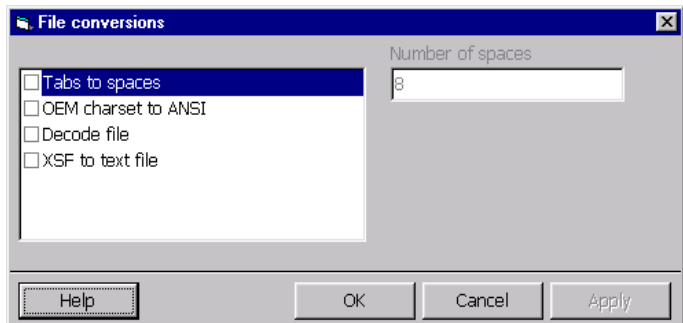 File conversions
Number of spaces
Tabs to spaces
8
OEM charset to ANSI
Decode file
XSF to text file
Help
OK
Cancel
Apply